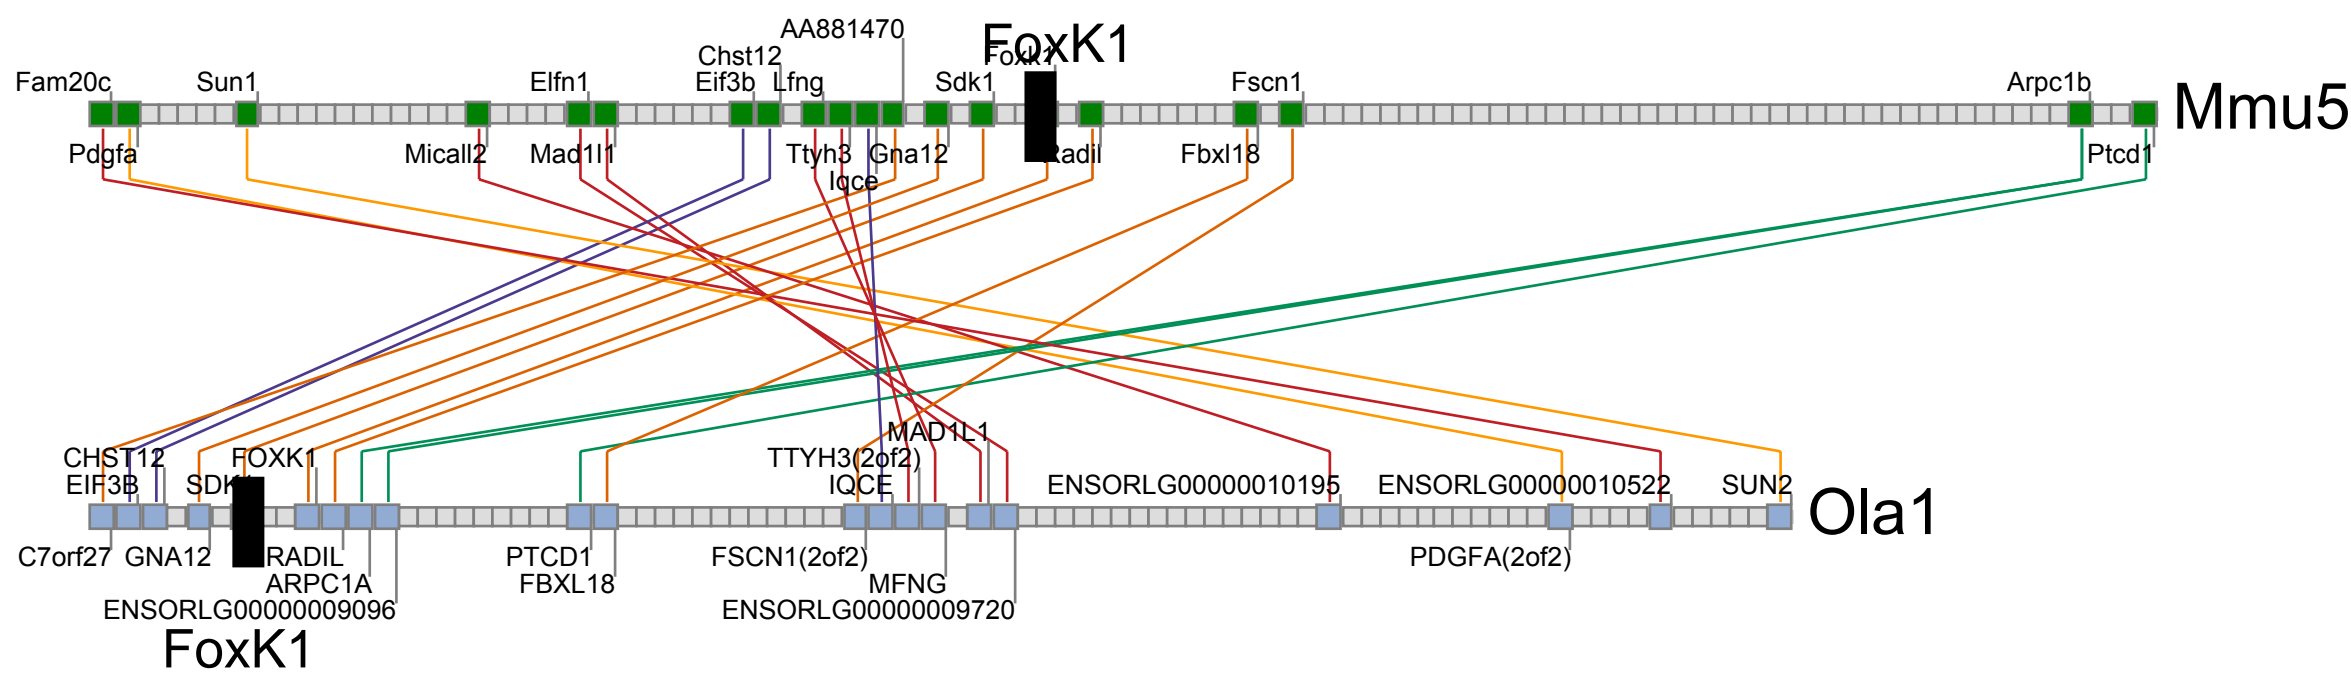 AA881470
FoxK1
Chst12
Foxk1
Fam20c
Sun1
Elfn1
Eif3b
Lfng
Sdk1
Fscn1
Arpc1b
Mmu5
Pdgfa
Micall2
Mad1l1
Ttyh3
Gna12
Radil
Fbxl18
Ptcd1
Iqce
MAD1L1
CHST12
FOXK1
TTYH3(2of2)
EIF3B
SDK1
IQCE
ENSORLG00000010195
ENSORLG00000010522
SUN2
Ola1
C7orf27
GNA12
RADIL
PTCD1
FSCN1(2of2)
PDGFA(2of2)
ARPC1A
FBXL18
MFNG
ENSORLG00000009096
ENSORLG00000009720
FoxK1